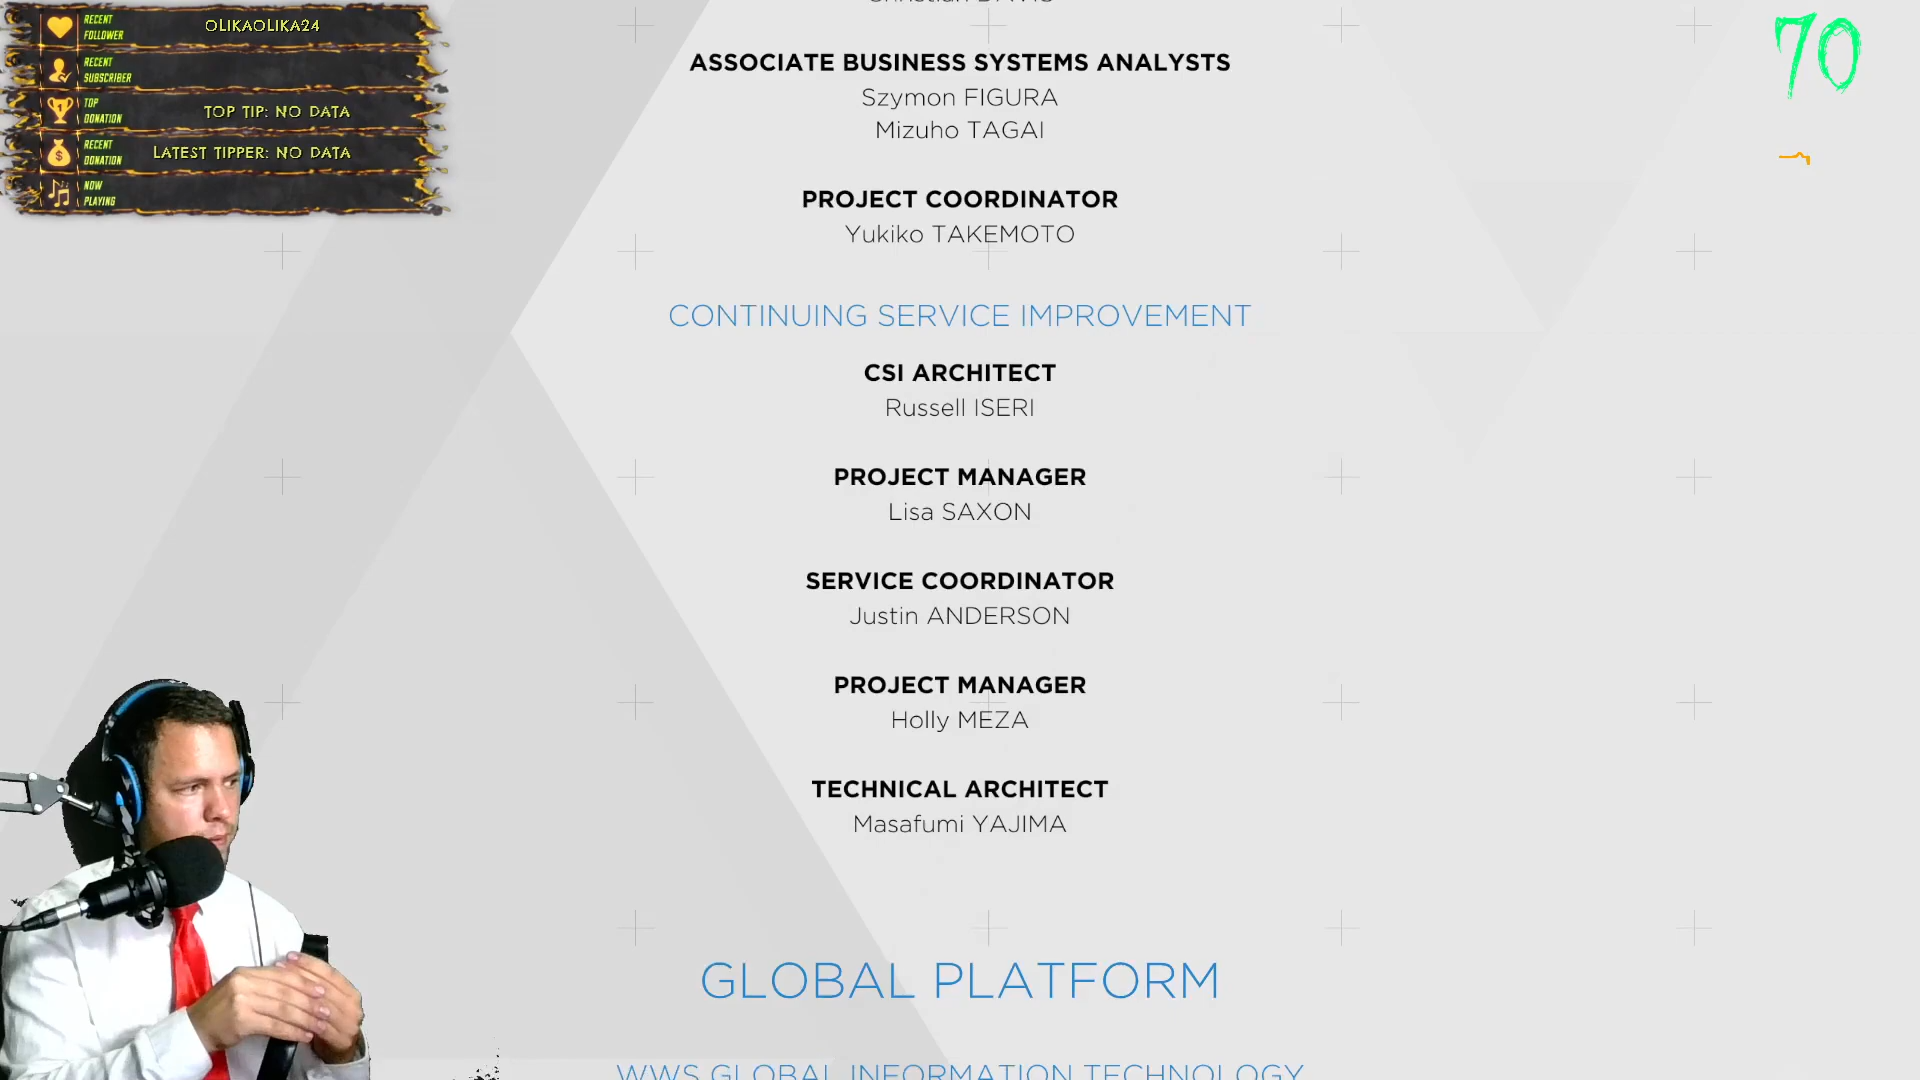 RECENT FOLLOWER
OLIKAOLIKA24
RECENT SUBSCRIBER
TOP DONATION
TOP TIP: NO DATA
RECENT DONATION
LATEST TIPPER: NO DATA
NOW PLAYING
70
Christian DAVIS
ASSOCIATE BUSINESS SYSTEMS ANALYSTS
Szymon FIGURA
Mizuho TAGAI
PROJECT COORDINATOR
Yukiko TAKEMOTO
CONTINUING SERVICE IMPROVEMENT
CSI ARCHITECT
Russell ISERI
PROJECT MANAGER
Lisa SAXON
SERVICE COORDINATOR
Justin ANDERSON
PROJECT MANAGER
Holly MEZA
TECHNICAL ARCHITECT
Masafumi YAJIMA
GLOBAL PLATFORM
WWS GLOBAL INFORMATION TECHNOLOGY